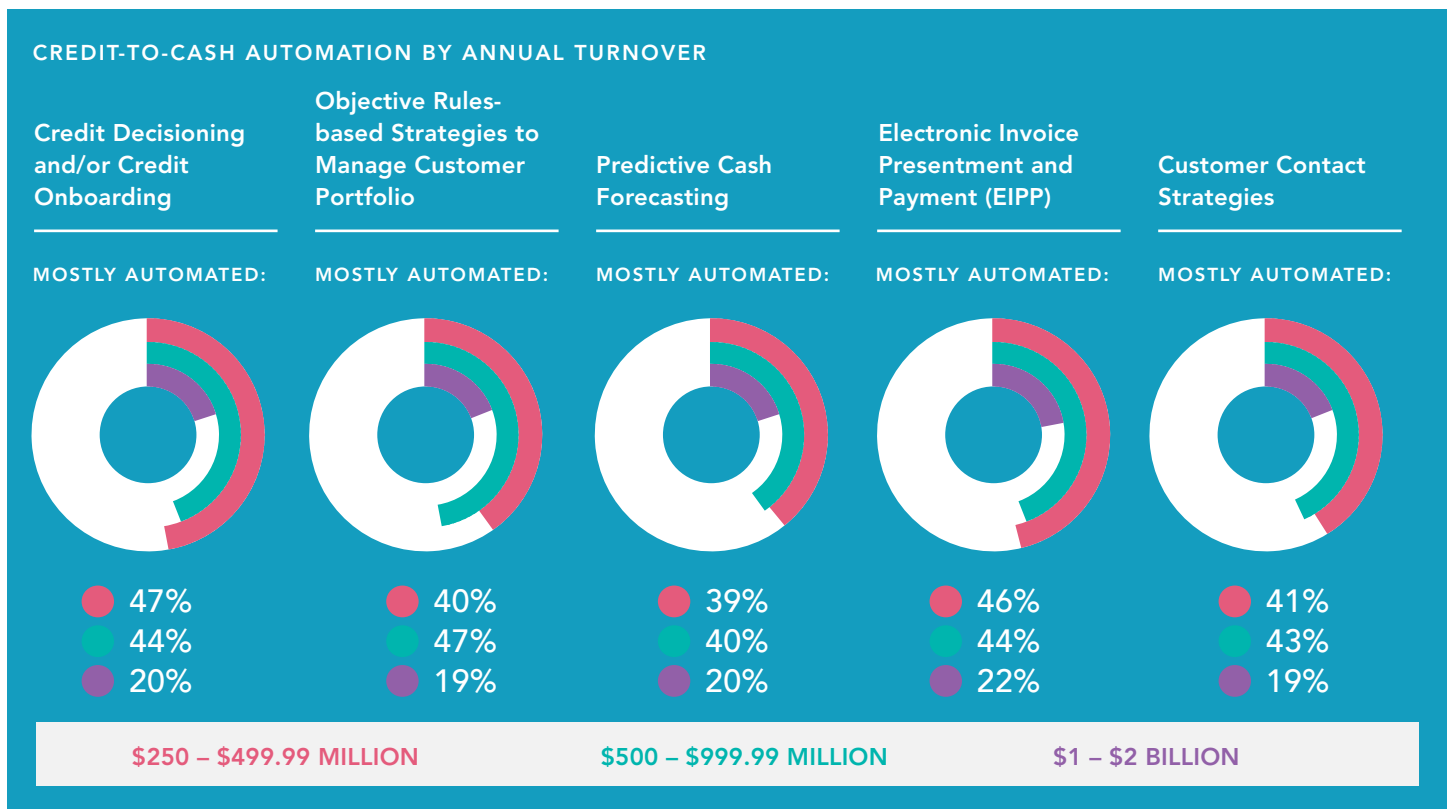 CREDIT-TO-CASH AUTOMATION BY ANNUAL TURNOVER
Credit Decisioning
and/or Credit
Onboarding
MOSTLY AUTOMATED:
47%
44%
20%
Objective Rules-
based Strategies to
Manage Customer
Portfolio
MOSTLY AUTOMATED:
40%
47%
19%
Predictive Cash
Forecasting
MOSTLY AUTOMATED:
39%
40%
20%
Electronic Invoice
Presentment and
Payment (EIPP)
MOSTLY AUTOMATED:
46%
44%
22%
Customer Contact
Strategies
MOSTLY AUTOMATED:
41%
43%
19%
$250 – $499.99 MILLION
$500 – $999.99 MILLION
$1 – $2 BILLION